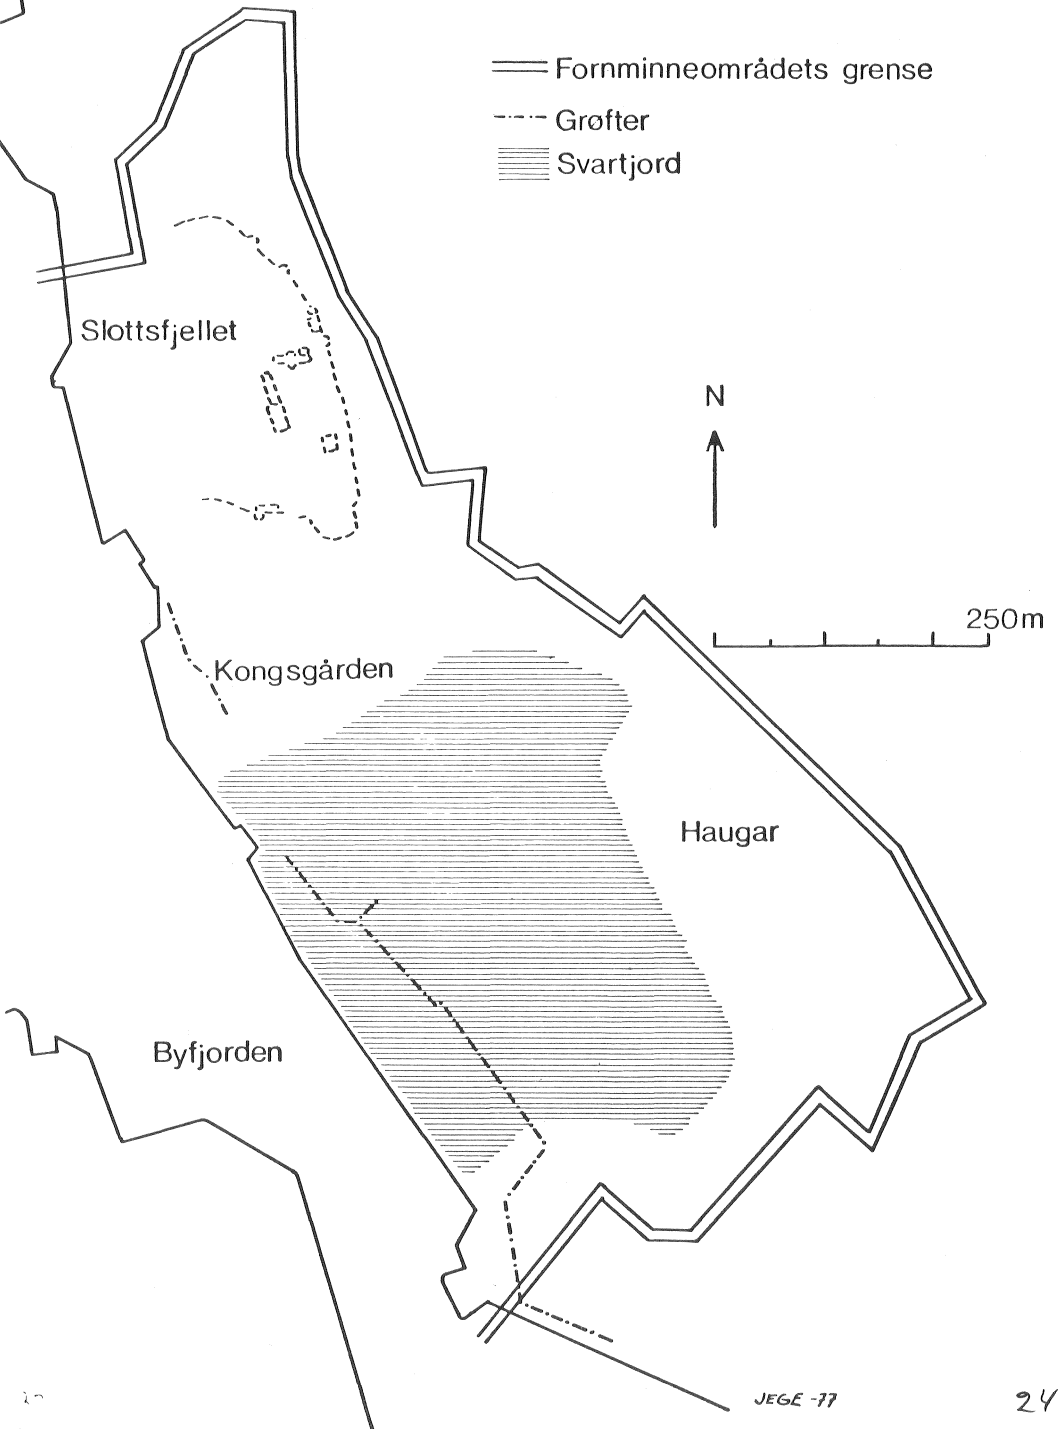 Fornminneområdets grense
Grøfter
Svartjord
Slottsfjellet
N
250m
Kongsgården
Haugar
Byfjorden
JEGE -77
24